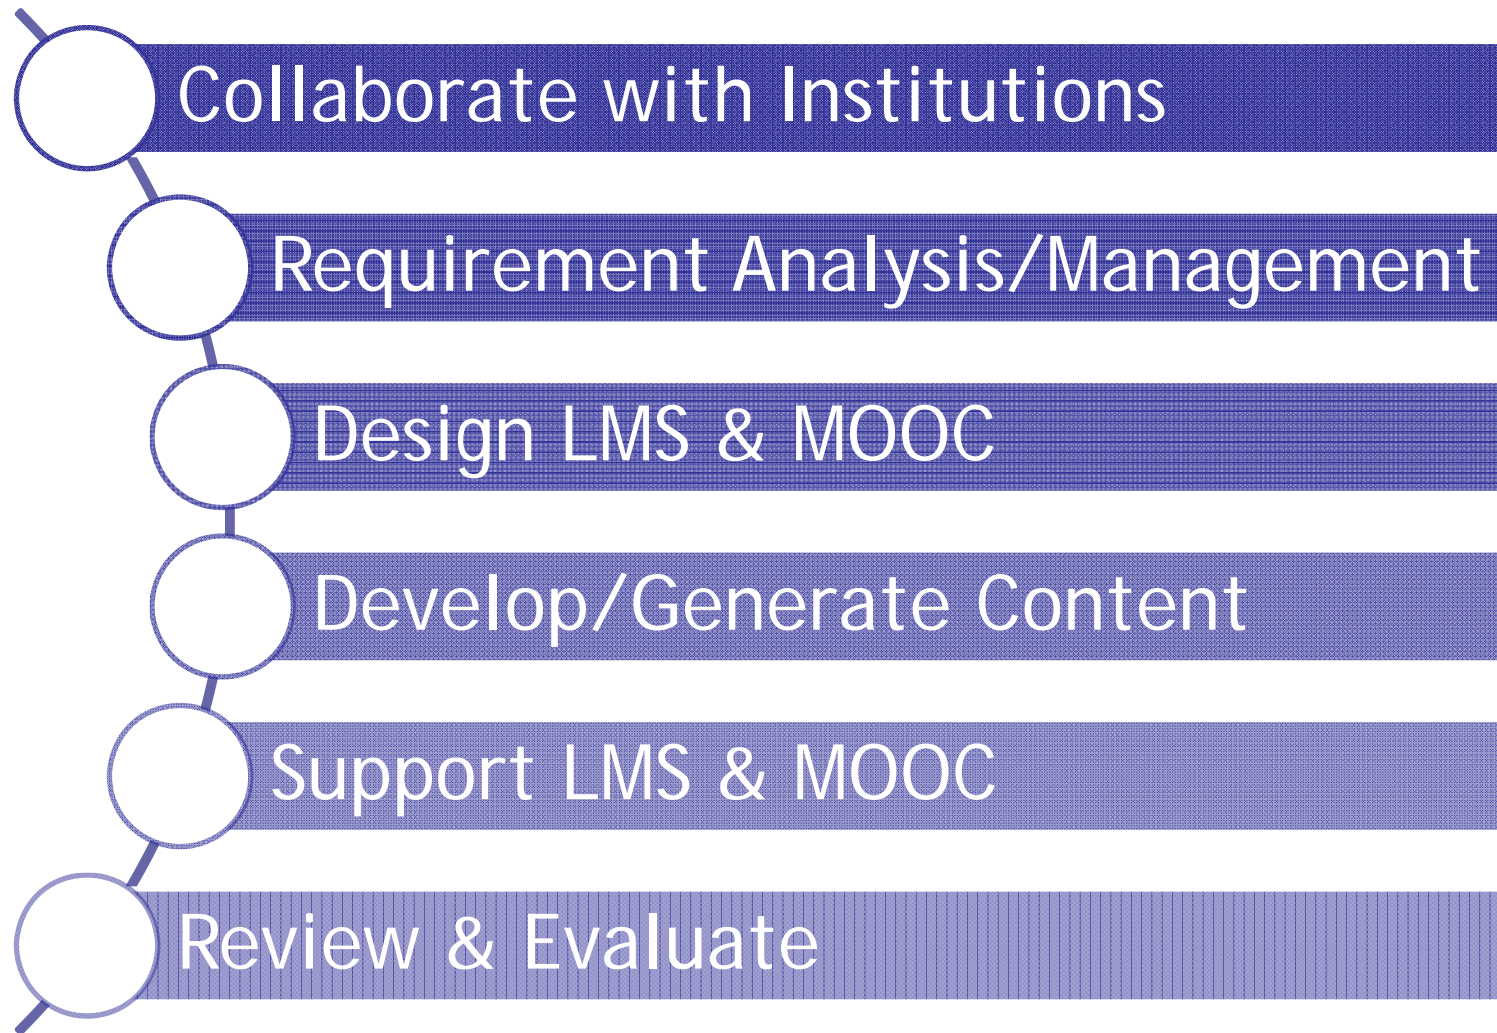 Collaborate with Institutions
Requirement Analysis/Management
Design LMS & MOOC
Develop/Generate Content
Support LMS & MOOC
Review & Evaluate